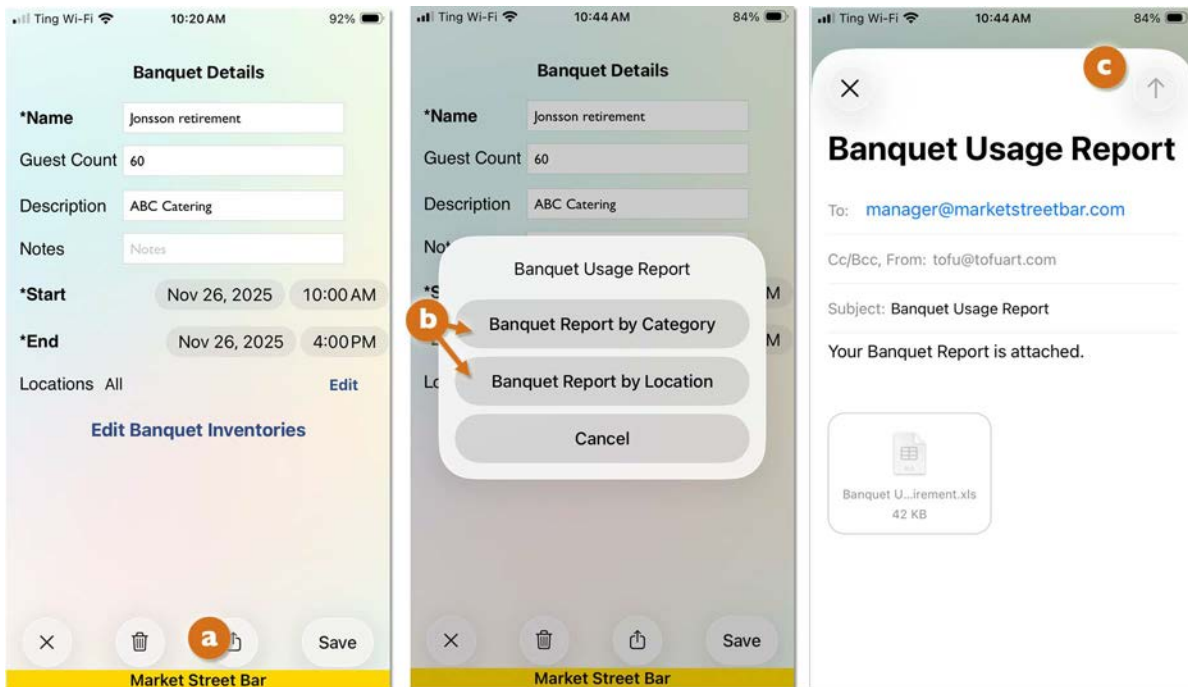 Ting Wi-Fi 10:20 AM 92%
Banquet Details
*Name Jonsson retirement
Guest Count 60
Description ABC Catering
Notes Notes
*Start Nov 26, 2025 10:00 AM
*End Nov 26, 2025 4:00 PM
Locations All Edit
Edit Banquet Inventories
a
Save
Market Street Bar
Ting Wi-Fi 10:44 AM 84%
Banquet Details
*Name Jonsson retirement
Guest Count 60
Description ABC Catering
Not
Banquet Usage Report
*S M
b
Banquet Report by Category
M
Banquet Report by Location
Lo
Cancel
Save
Market Street Bar
Ting Wi-Fi 10:44 AM 84%
c
Banquet Usage Report
To: manager@marketstreetbar.com
Cc/Bcc, From: tofu@tofuart.com
Subject: Banquet Usage Report
Your Banquet Report is attached.
Banquet U...irement.xls
42 KB